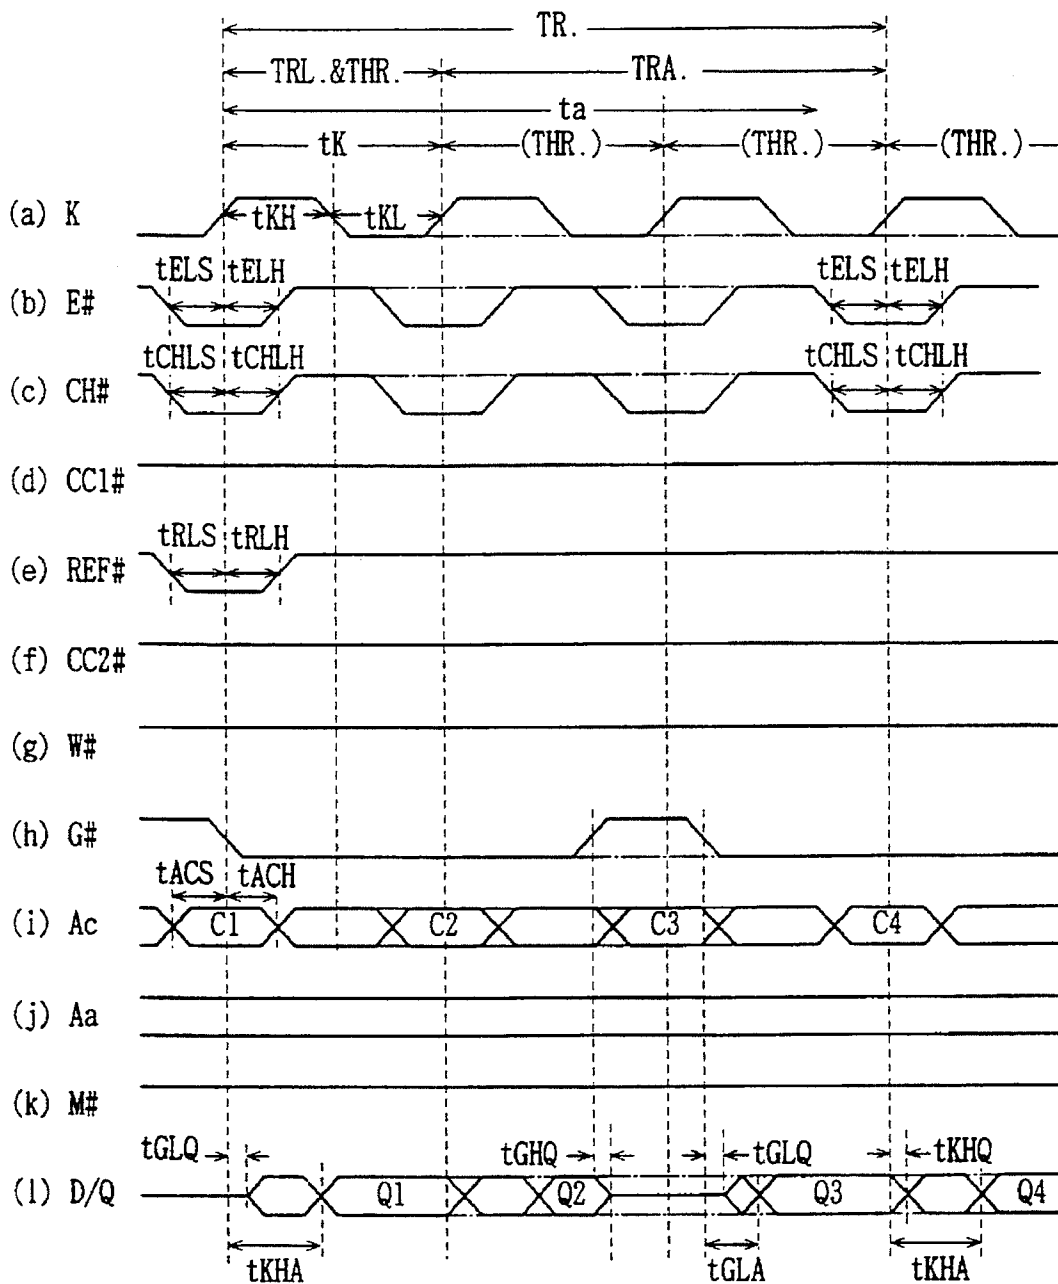 TR.
TRL.&THR. TRA.
ta
tK (THR.) (THR.) (THR.)
(a) K tKH tKL
tELS tELH tELS tELH
(b) E#
tCHLS tCHLH tCHLS tCHLH
(c) CH#
(d) CC1#
tRLS tRLH
(e) REF#
(f) CC2#
(g) W#
(h) G#
tACS tACH
(i) Ac C1 C2 C3 C4
(j) Aa
(k) M#
tGLQ tGHQ tGLQ tKHQ
(l) D/Q Q1 Q2 Q3 Q4
tKHA tGLA tKHA